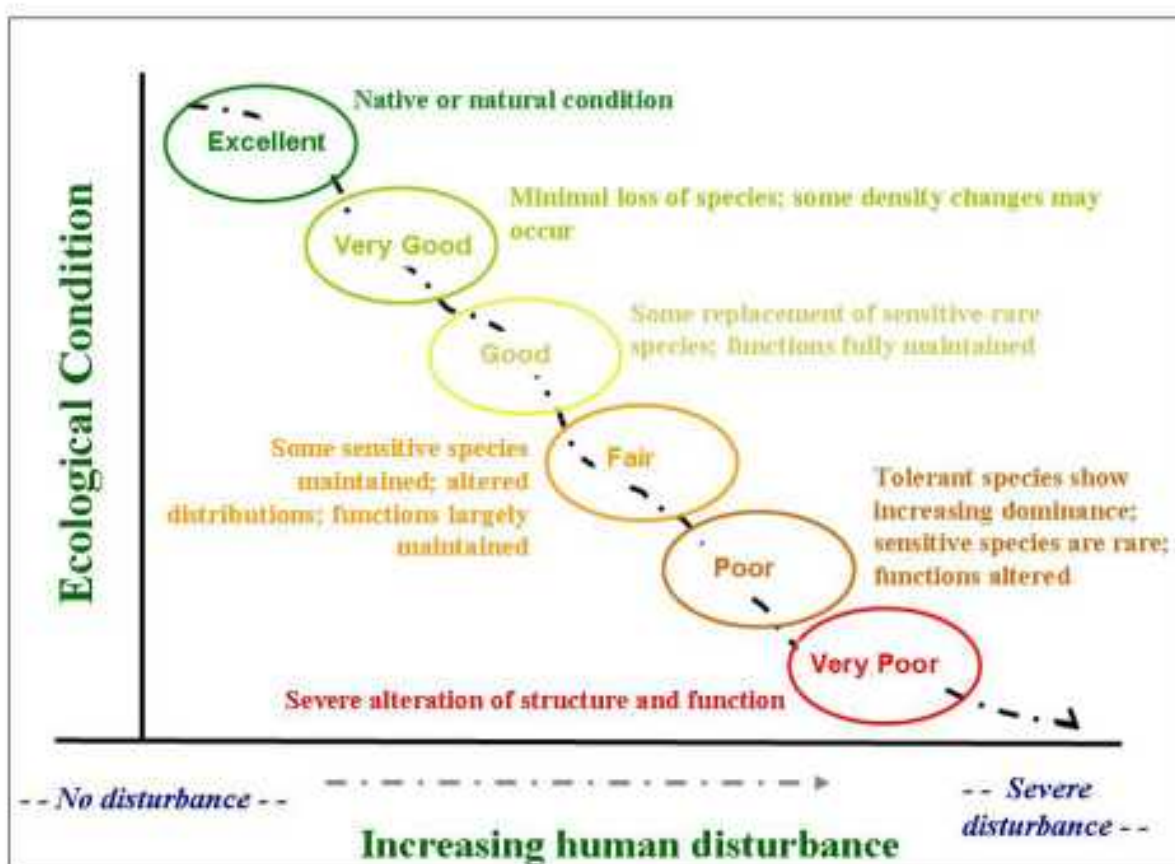 Native or natural condition
Excellent
Minimal loss of species; some density changes may
occur
Very Good
Some replacement of sensitive-rare
species; functions fully maintained
Good
Some sensitive species
maintained; altered
distributions; functions largely
maintained
Fair
Tolerant species show
increasing dominance;
sensitive species are rare;
functions altered
Poor
Very Poor
Severe alteration of structure and function
Ecological Condition
- - No disturbance - -
- - Severe
disturbance - -
Increasing human disturbance